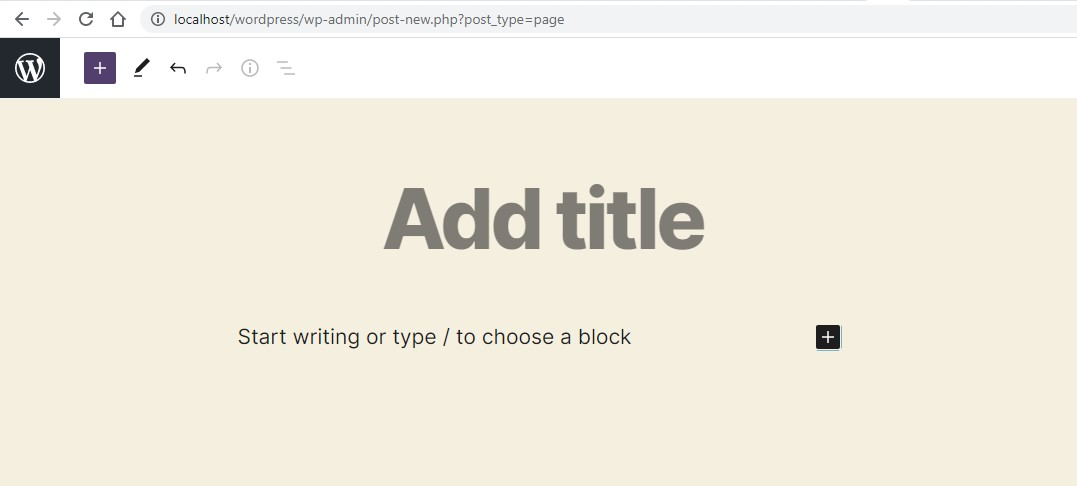 localhost/wordpress/wp-admin/post-new.php?post_type=page
Add title
Start writing or type / to choose a block